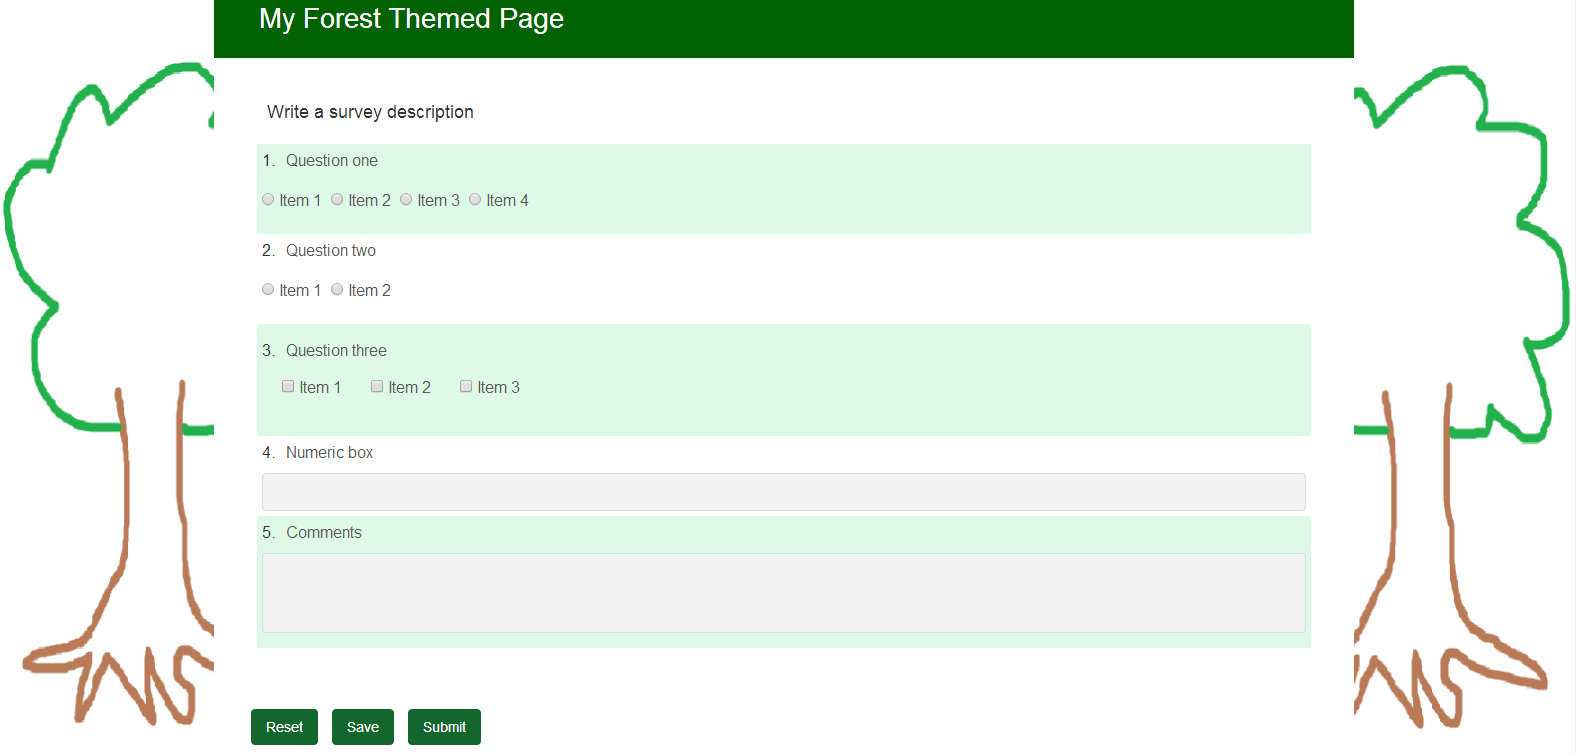 My Forest Themed Page
Write a survey description
1. Question one
Item 1 Item 2 Item 3 Item 4
2. Question two
Item 1 Item 2
3. Question three
Item 1 Item 2 Item 3
4. Numeric box
5. Comments
Reset Save Submit